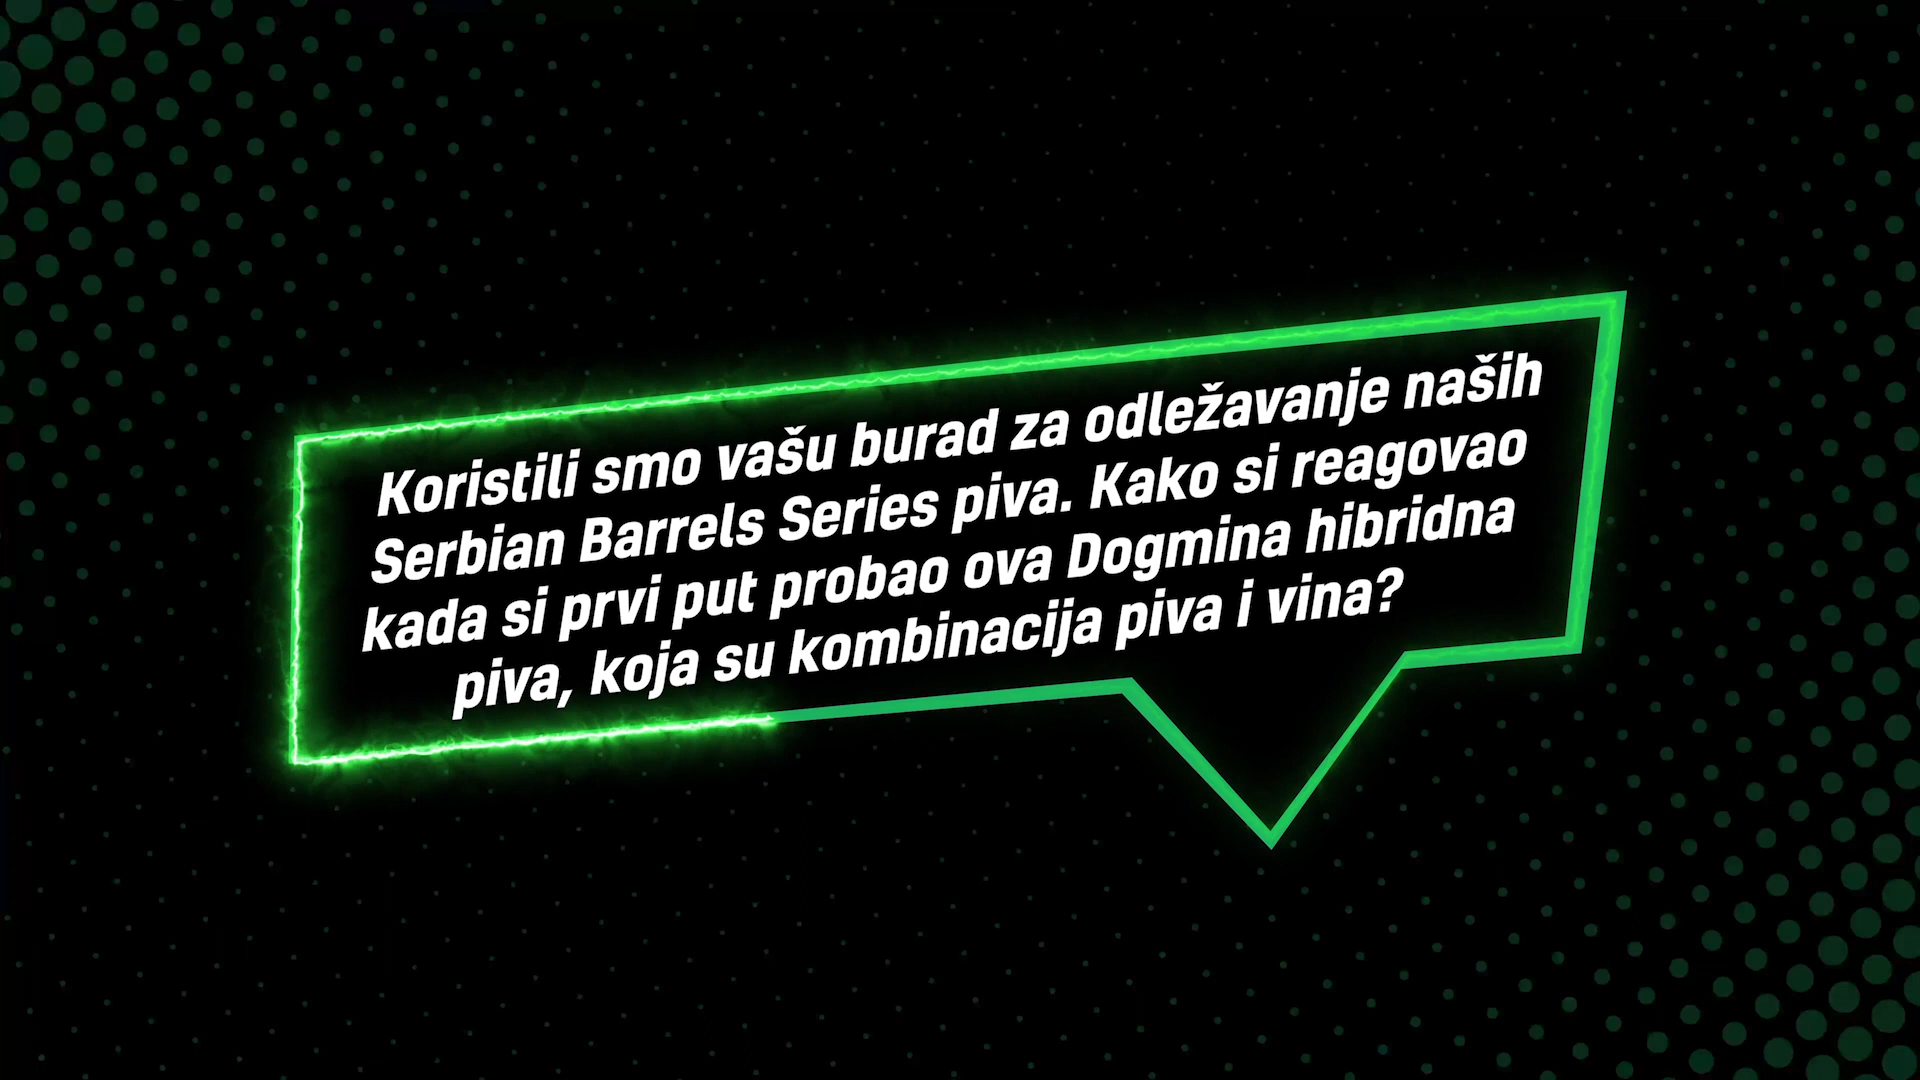 Koristili smo vašu burad za odležavanje naših
Serbian Barrels Series piva. Kako si reagovao
kada si prvi put probao ova Dogmina hibridna
piva, koja su kombinacija piva i vina?